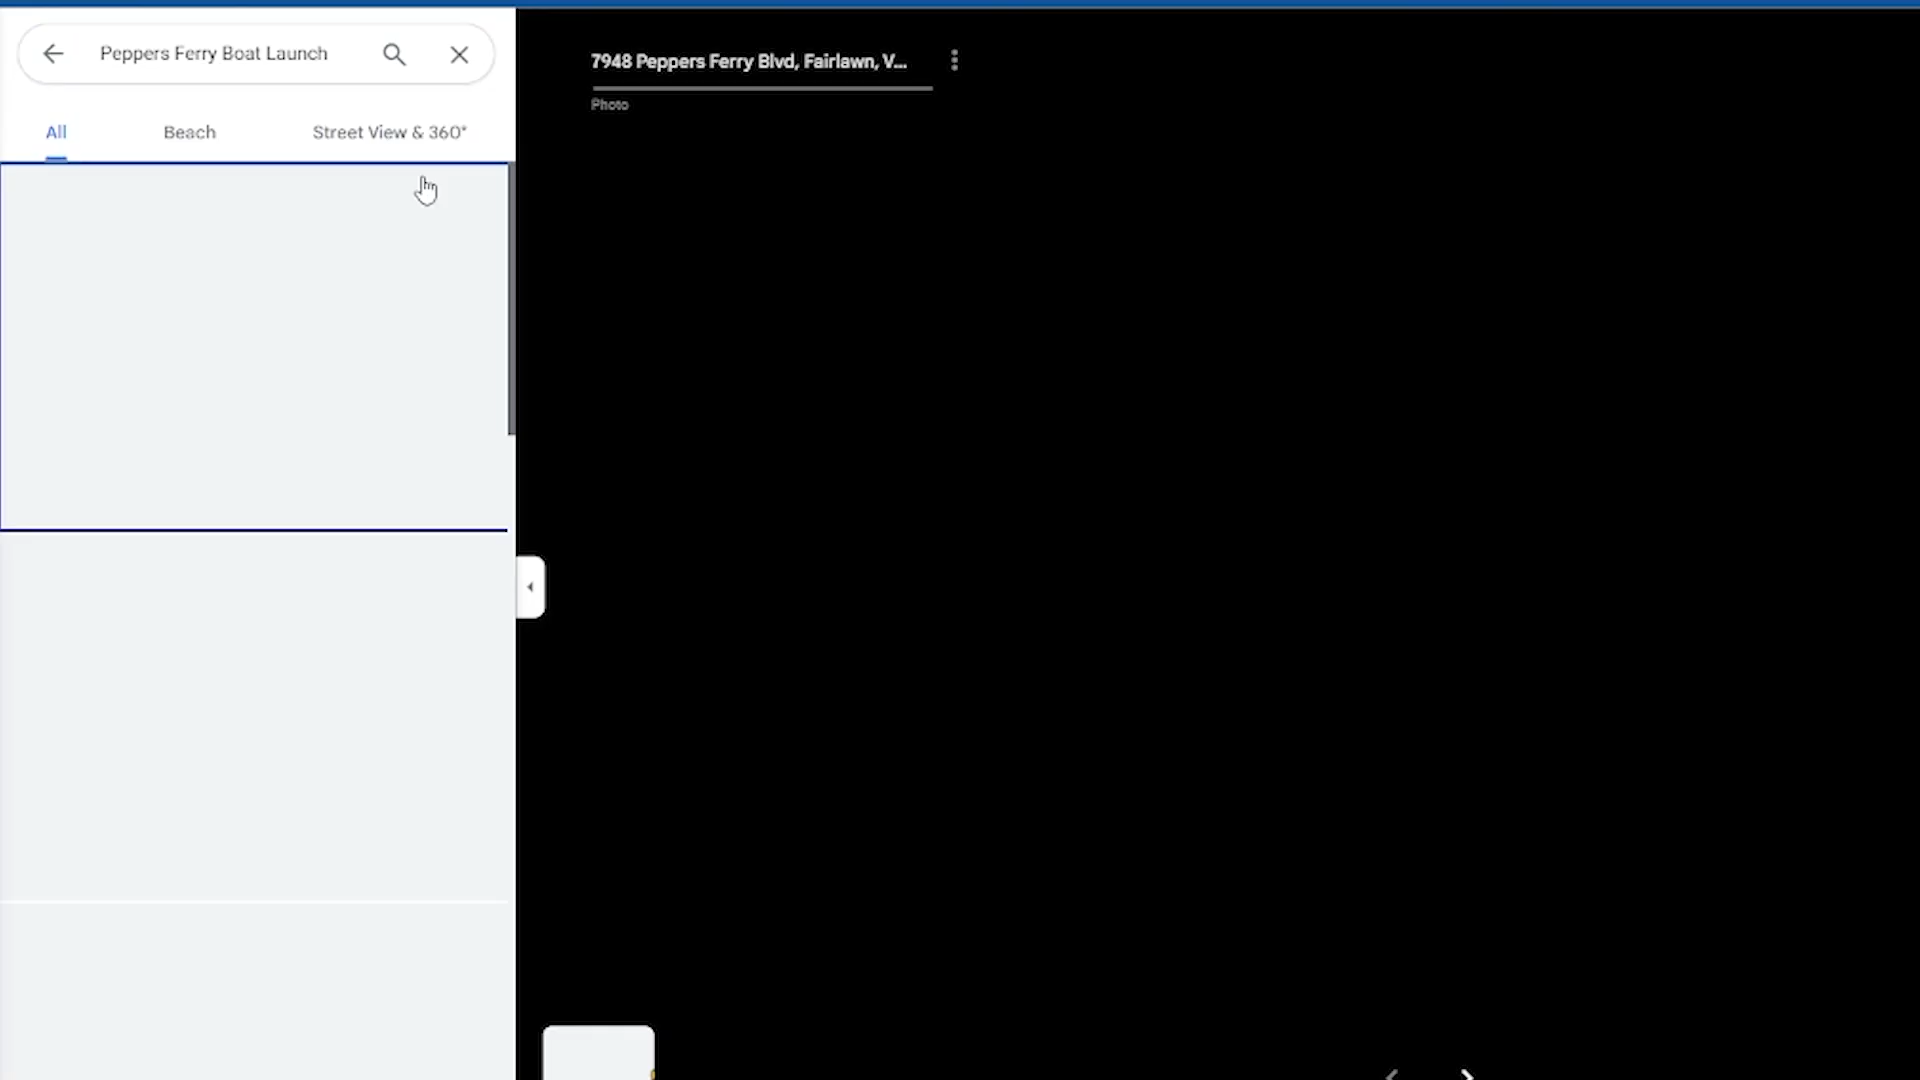 Peppers Ferry Boat Launch
All
Beach
Street View & 360°
7948 Peppers Ferry Blvd, Fairlawn, V...
Photo